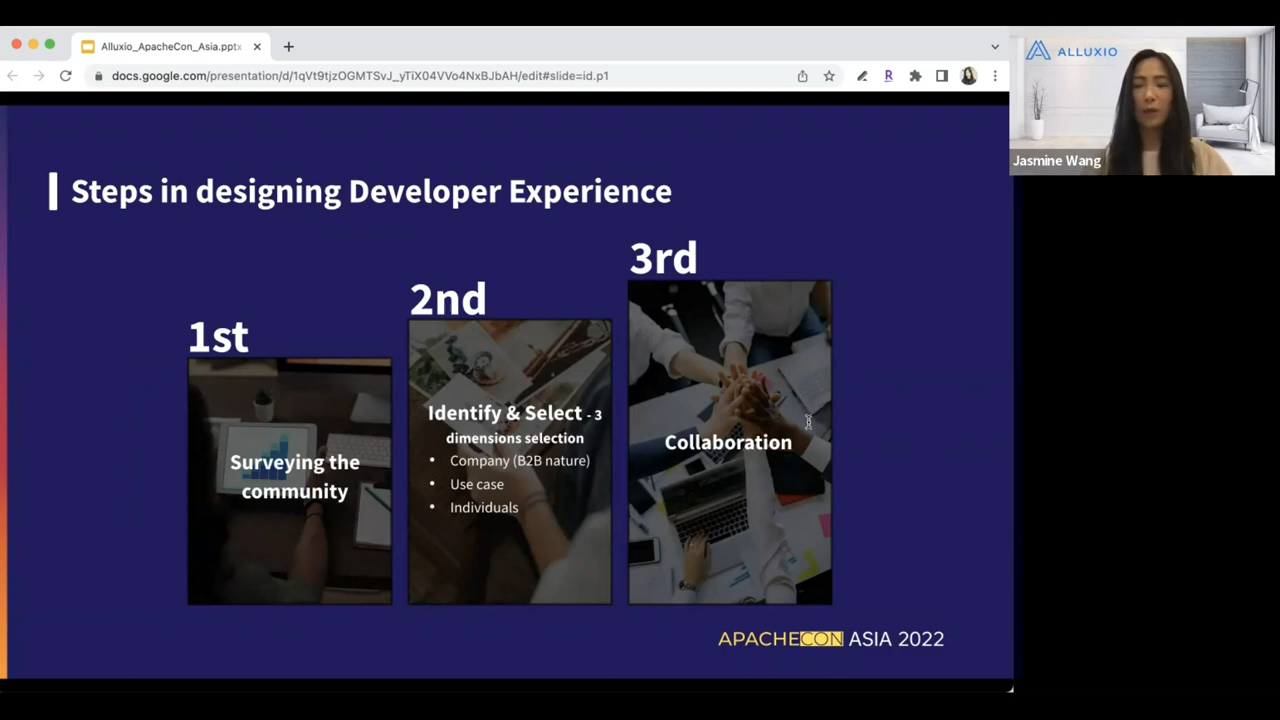 Alluxio_ApacheCon_Asia.pptx
docs.google.com/presentation/d/1qVt9tjzOGMTSvJ_yTiX04VVo4NxBJbAH/edit#slide=id.p1
R
ALLUXIO
Jasmine Wang
Steps in designing Developer Experience
1st
Surveying the
community
2nd
Identify & Select - 3
dimensions selection
• Company (B2B nature)
• Use case
• Individuals
3rd
Collaboration
APACHECON ASIA 2022